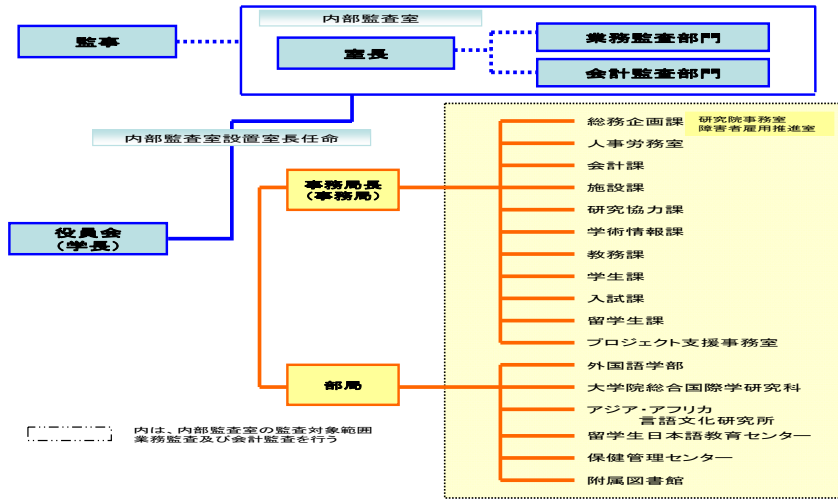 内部監査室
監事
室長
業務監査部門
会計監査部門
内部監査室設置室長任命
役員会
(学長)
事務局長
(事務局)
総務企画課
研究院事務室
障害者雇用推進室
人事労務室
会計課
施設課
研究協力課
学術情報課
教務課
学生課
入試課
留学生課
プロジェクト支援事務室
部局
外国語学部
大学院総合国際学研究科
アジア・アフリカ
言語文化研究所
留学生日本語教育センター
保健管理センター
附属図書館
内は、内部監査室の監査対象範囲
業務監査及び会計監査を行う